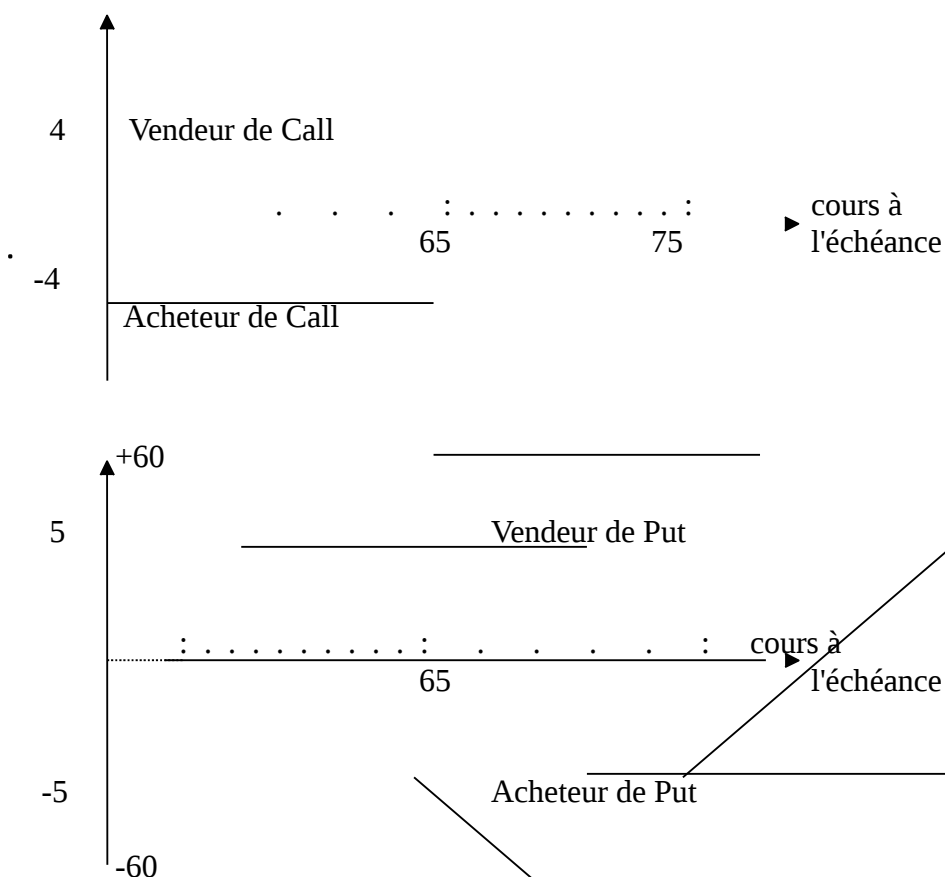 4 Vendeur de Call
. . . : . . . . . . . . . : cours à
65 75 l'échéance
.
-4
Acheteur de Call
+60
5 Vendeur de Put
: . . . . . . . . . : . . . . : cours à
65 l'échéance
-5 Acheteur de Put
-60